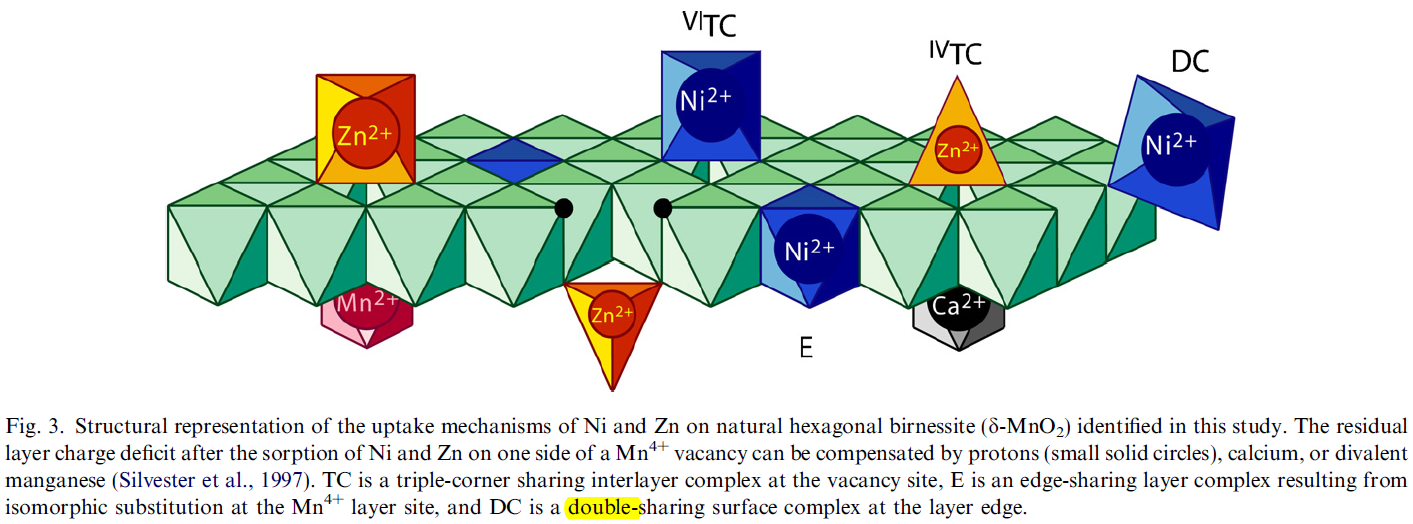 VITC
IVTC
DC
Zn2+
Ni2+
Zn2+
Ni2+
Ni2+
Mn2+
Zn2+
Ca2+
E
Fig. 3. Structural representation of the uptake mechanisms of Ni and Zn on natural hexagonal birnessite (δ-MnO2) identified in this study. The residual
layer charge deficit after the sorption of Ni and Zn on one side of a Mn4+ vacancy can be compensated by protons (small solid circles), calcium, or divalent
manganese (Silvester et al., 1997). TC is a triple-corner sharing interlayer complex at the vacancy site, E is an edge-sharing layer complex resulting from
isomorphic substitution at the Mn4+ layer site, and DC is a double-sharing surface complex at the layer edge.